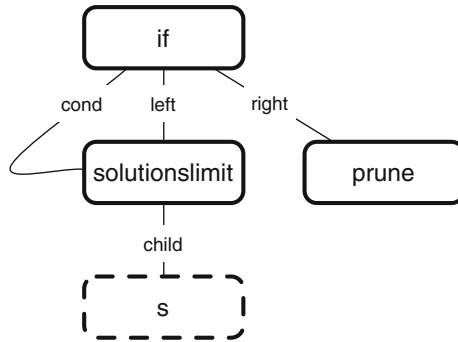 if
cond
left
right
solutionslimit
prune
child
s